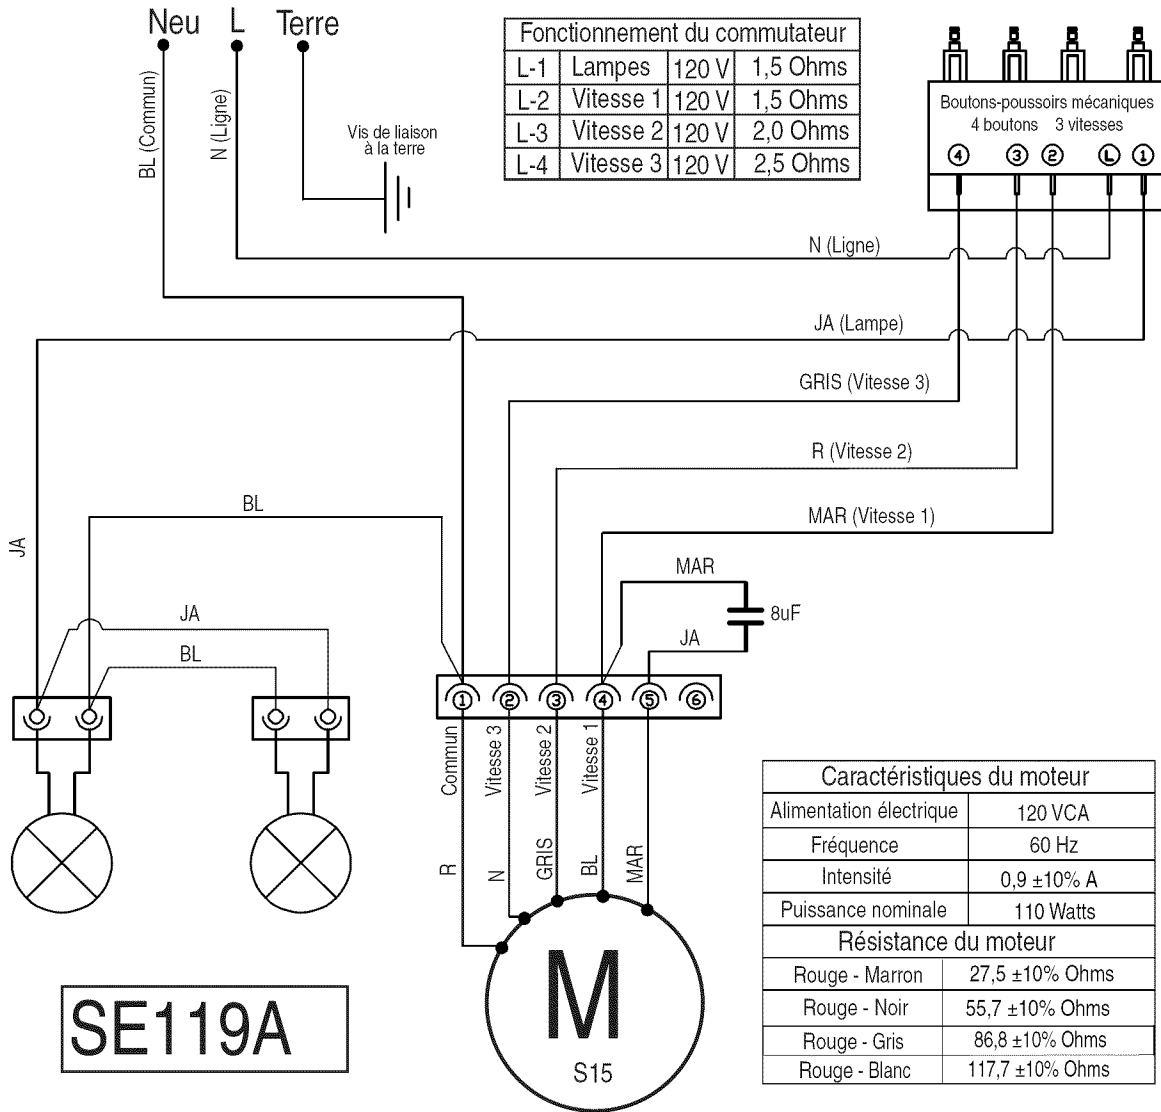 Neu L Terre
BL (Commun)
N (Ligne)
Vis de liaison
à la terre
Fonctionnement du commutateur
L-1 Lampes 120 V 1,5 Ohms
L-2 Vitesse 1 120 V 1,5 Ohms
L-3 Vitesse 2 120 V 2,0 Ohms
L-4 Vitesse 3 120 V 2,5 Ohms
Boutons-poussoirs mécaniques
4 boutons 3 vitesses
4 3 2 L 1
N (Ligne)
JA (Lampe)
GRIS (Vitesse 3)
R (Vitesse 2)
MAR (Vitesse 1)
BL
JA
MAR
8uF
JA
JA
BL
1 2 3 4 5 6
Commun
Vitesse 3
Vitesse 2
Vitesse 1
R
N
GRIS
BL
MAR
M
S15
SE119A
Caractéristiques du moteur
Alimentation électrique 120 VCA
Fréquence 60 Hz
Intensité 0,9 ±10% A
Puissance nominale 110 Watts
Résistance du moteur
Rouge - Marron 27,5 ±10% Ohms
Rouge - Noir 55,7 ±10% Ohms
Rouge - Gris 86,8 ±10% Ohms
Rouge - Blanc 117,7 ±10% Ohms